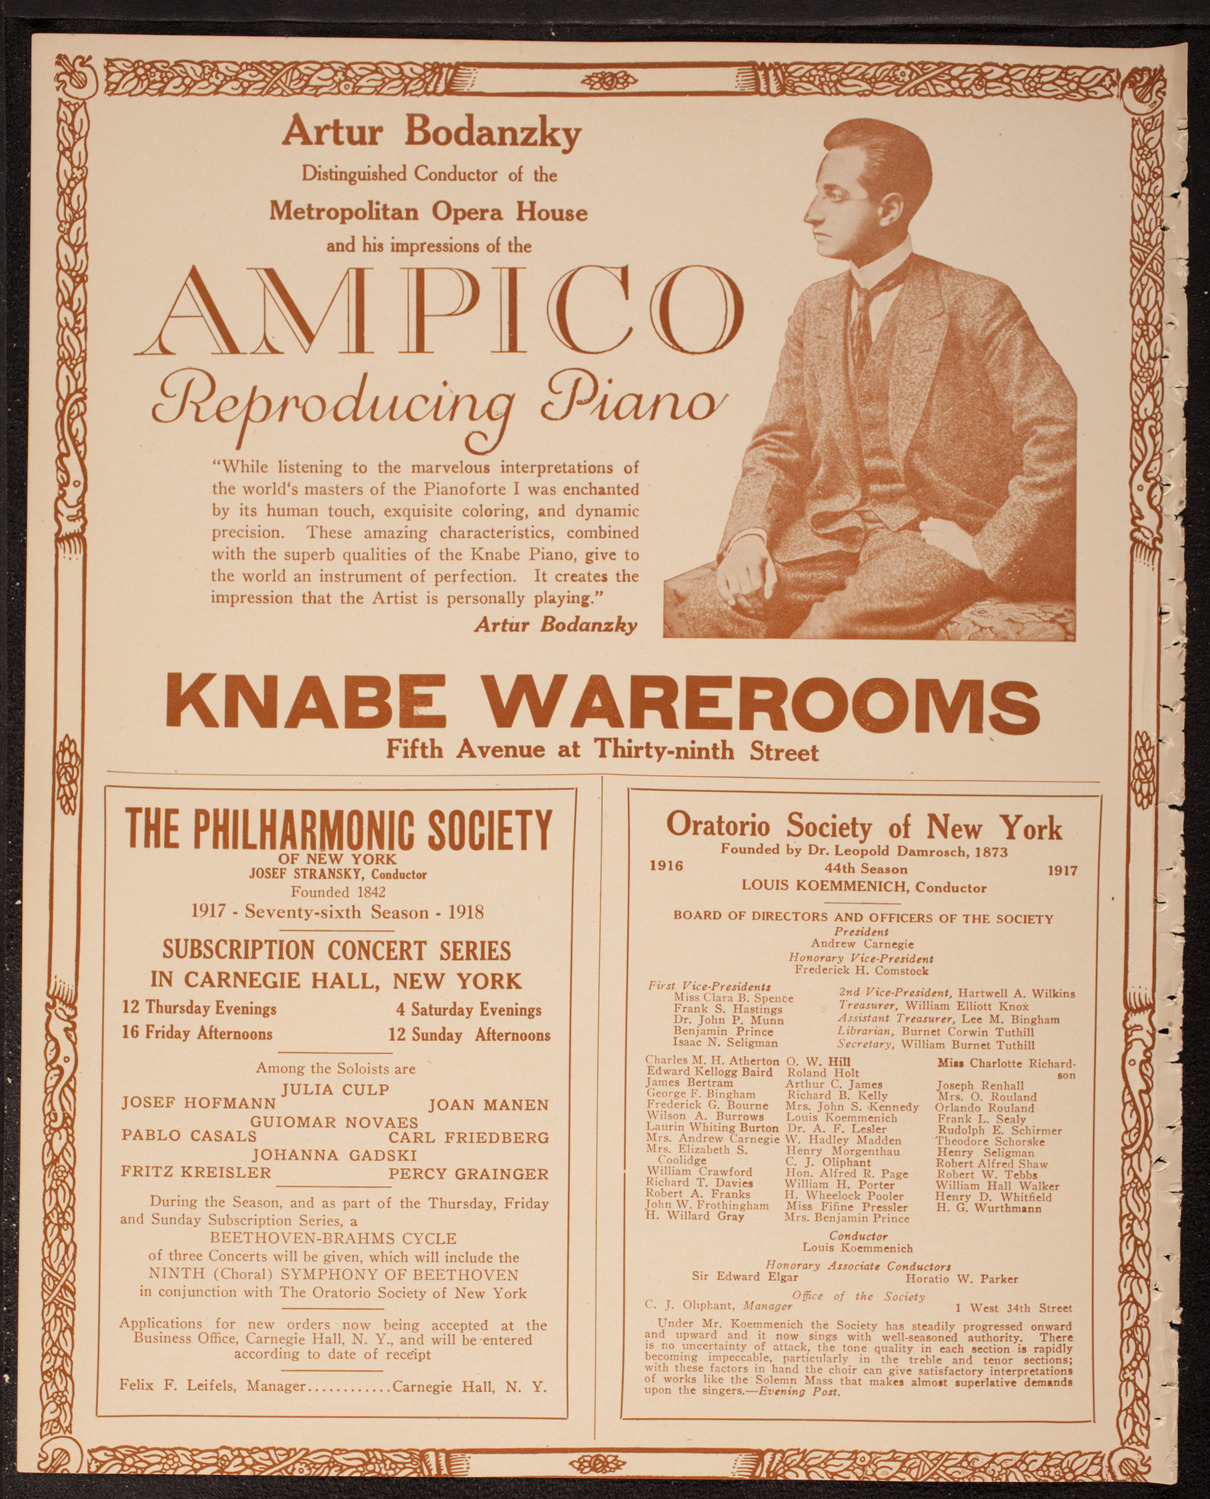 Artur Bodanzky
Distinguished Conductor of the
Metropolitan Opera House
and his impressions of the
AMPICO
Reproducing Piano
“While listening to the marvelous interpretations of
the world‘s masters of the Pianoforte I was enchanted
by its human touch, exquisite coloring, and dynamic
precision. These amazing characteristics, combined
with the superb qualities of the Knabe Piano, give to
the world an instrument of perfection. It creates the
impression that the Artist is personally playing.”
Artur Bodanzky
KNABE WAREROOMS
Fifth Avenue at Thirty-ninth Street
THE PHILHARMONIC SOCIETY
OF NEW YORK
JOSEF STRANSKY, Conductor
Founded 1842
1917 - Seventy-sixth Season - 1918
SUBSCRIPTION CONCERT SERIES
IN CARNEGIE HALL, NEW YORK
12 Thursday Evenings 4 Saturday Evenings
16 Friday Afternoons 12 Sunday Afternoons
Among the Soloists are
JULIA CULP
JOSEF HOFMANN JOAN MANEN
GUIOMAR NOVAES
PABLO CASALS CARL FRIEDBERG
JOHANNA GADSKI
FRITZ KREISLER PERCY GRAINGER
During the Season, and as part of the Thursday, Friday
and Sunday Subscription Series, a
BEETHOVEN-BRAHMS CYCLE
of three Concerts will be given, which will include the
NINTH (Choral) SYMPHONY OF BEETHOVEN
in conjunction with The Oratorio Society of New York
Applications for new orders now being accepted at the
Business Office, Carnegie Hall, N. Y., and will be entered
according to date of receipt
Felix F. Leifels, Manager............Carnegie Hall, N. Y.
Oratorio Society of New York
Founded by Dr. Leopold Damrosch, 1873
1916 44th Season 1917
LOUIS KOEMMENICH, Conductor
BOARD OF DIRECTORS AND OFFICERS OF THE SOCIETY
President
Andrew Carnegie
Honorary Vice-President
Frederick H. Comstock
First Vice-Presidents
Miss Clara B. Spence
Frank S. Hastings
Dr. John P. Munn
Benjamin Prince
Isaac N. Seligman
2nd Vice-President, Hartwell A. Wilkins
Treasurer, William Elliott Knox
Assistant Treasurer, Lee M. Bingham
Librarian, Burnet Corwin Tuthill
Secretary, William Burnet Tuthill
Charles M. H. Atherton
Edward Kellogg Baird
James Bertram
George F. Bingham
Frederick G. Bourne
Wilson A. Burrows
Laurin Whiting Burton
Mrs. Andrew Carnegie
Mrs. Elizabeth S.
Coolidge
William Crawford
Richard T. Davies
Robert A. Franks
John W. Frothingham
H. Willard Gray
O. W. Hill
Roland Holt
Arthur C. James
Richard B. Kelly
Mrs. John S. Kennedy
Louis Koemmenich
Dr. A. F. Lesler
W. Hadley Madden
Henry Morgenthau
C. J. Oliphant
Hon. Alfred R. Page
William H. Porter
H. Wheelock Pooler
Miss Fifine Pressler
Mrs. Benjamin Prince
Miss Charlotte Richard-
son
Joseph Renhall
Mrs. O. Rouland
Orlando Rouland
Frank L. Sealy
Rudolph E. Schirmer
Theodore Schorske
Henry Seligman
Robert Alfred Shaw
Robert W. Tebbs
William Hall Walker
Henry D. Whitfield
H. G. Wurthmann
Conductor
Louis Koemmenich
Honorary Associate Conductors
Sir Edward Elgar Horatio W. Parker
Office of the Society
C. J. Oliphant, Manager 1 West 34th Street
Under Mr. Koemmenich the Society has steadily progressed onward
and upward and it now sings with well-seasoned authority. There
is no uncertainty of attack, the tone quality in each section is rapidly
becoming impeccable, particularly in the treble and tenor sections;
with these factors in hand the choir can give satisfactory interpretations
of works like the Solemn Mass that makes almost superlative demands
upon the singers.—Evening Post.